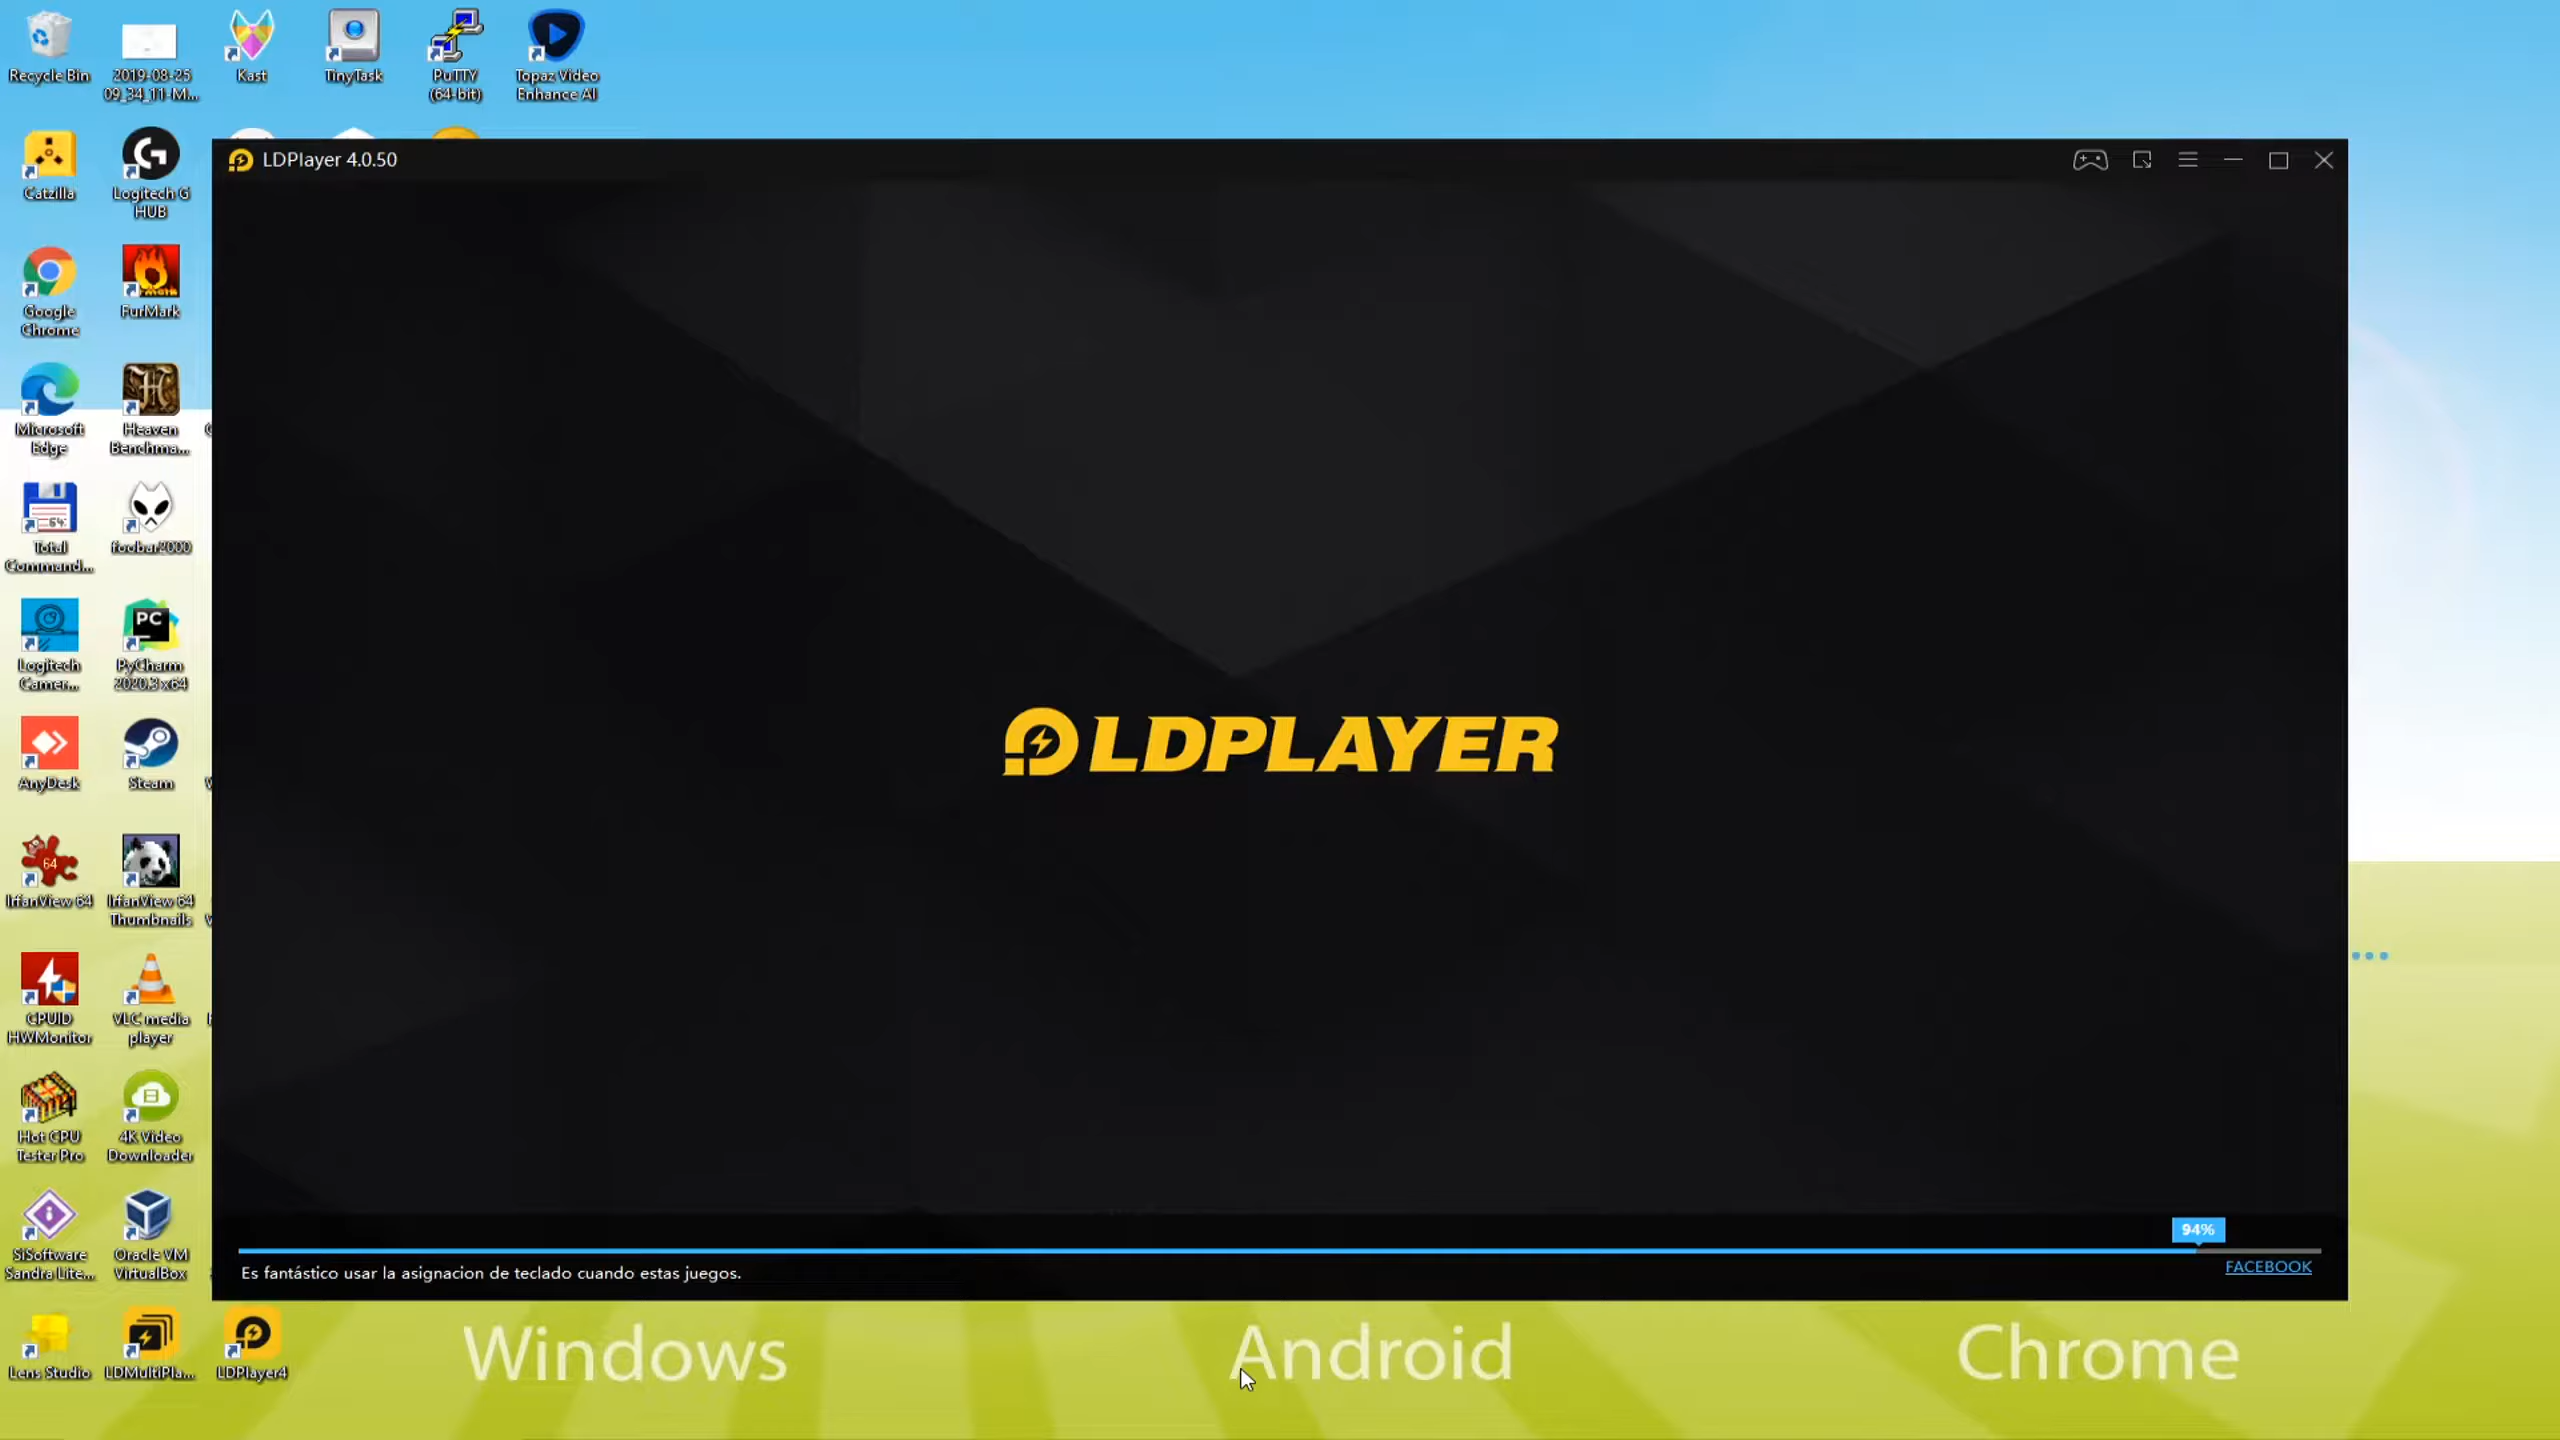 Recycle Bin
2019-08-25
09_34_11-M...
Kast
TinyTask
PuTTY
(64-bit)
Topaz Video
Enhance AI
Catzilla
Logitech G
HUB
LDPlayer 4.0.50
Google
Chrome
FurMark
Microsoft
Edge
Heaven
Benchma...
64
Total
Command...
foobar2000
Logitech
Camer...
PC
PyCharm
2020.3 x64
LDPLAYER
AnyDesk
Steam
64
IrfanView 64
IrfanView 64
Thumbnails
CPUID
HWMonitor
VLC media
player
4
Hot CPU
Tester Pro
4K Video
Downloader
SiSoftware
Sandra Lite...
Oracle VM
VirtualBox
94%
Es fantástico usar la asignacion de teclado cuando estas juegos.
FACEBOOK
Lens Studio
LDMultiPla...
LDPlayer4
Windows
Android
Chrome